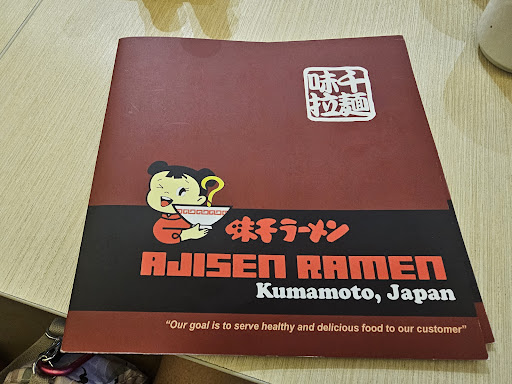 味千
拉麵
味千ラーメン
AJISEN RAMEN
Kumamoto, Japan
"Our goal is to serve healthy and delicious food to our customer"